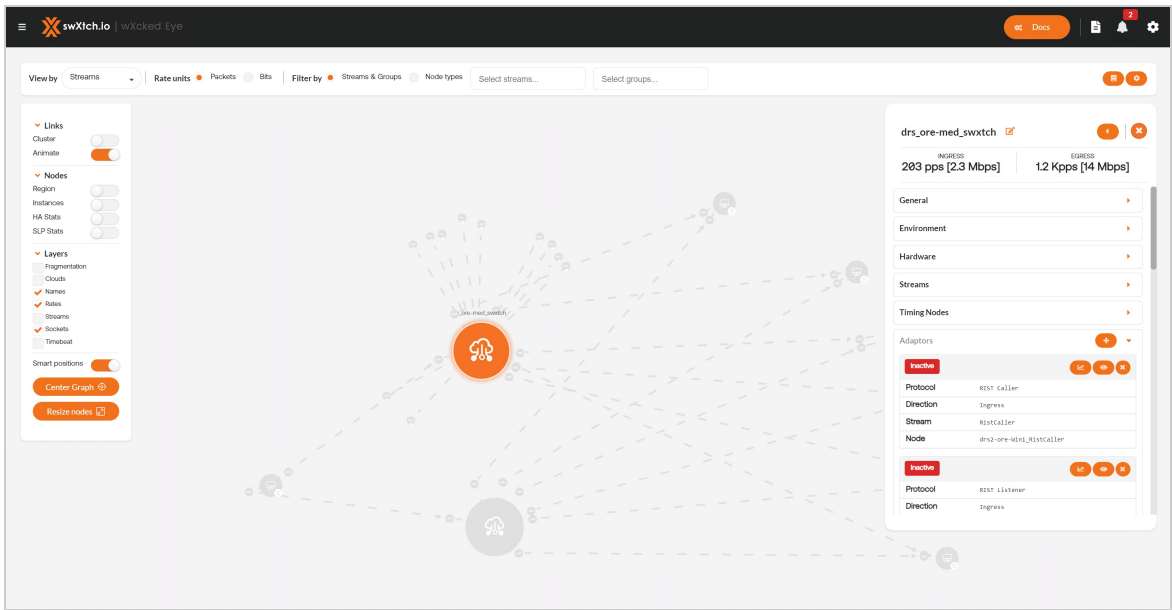 swXtch.io | wXcked Eye
Docs
2
View by Streams Rate units Packets Bits Filter by Streams & Groups Node types Select streams... Select groups...
Links
Cluster
Animate
Nodes
Region
Instances
HA Stats
SLP Stats
Layers
Fragmentation
Clouds
Names
Rates
Streams
Sockets
Timebeat
Smart positions
Center Graph
Resize nodes
_ore-med_swxtch
drs_ore-med_swxtch
INGRESS EGRESS
203 pps [2.3 Mbps] 1.2 Kpps [14 Mbps]
General
Environment
Hardware
Streams
Timing Nodes
Adaptors
Inactive
Protocol RIST Caller
Direction Ingress
Stream RistCaller
Node drs2-ore-Win1_RistCaller
Inactive
Protocol RIST Listener
Direction Ingress